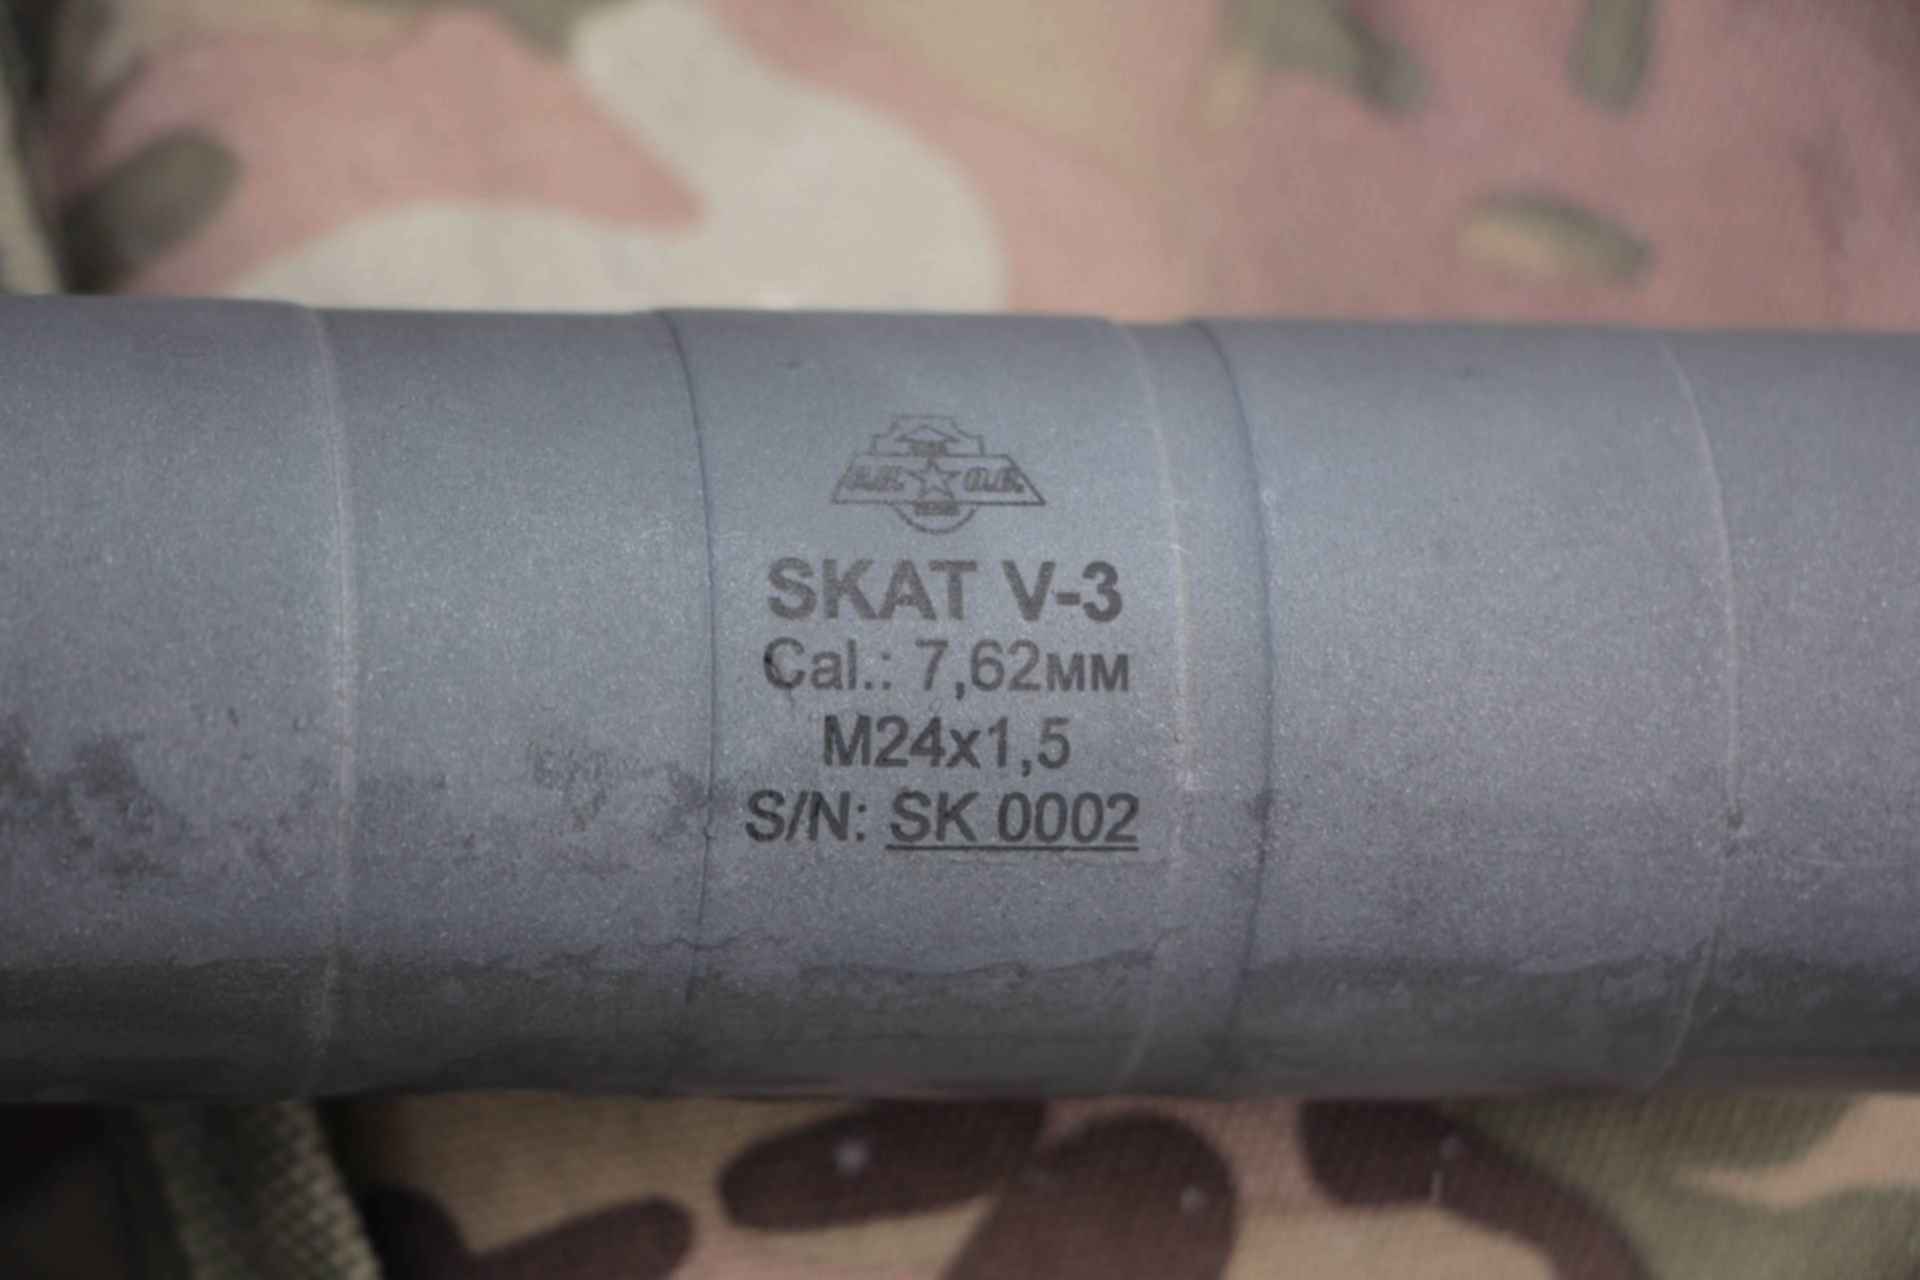 SKAT V-3
Cal.: 7,62мм
M24x1,5
S/N: SK 0002